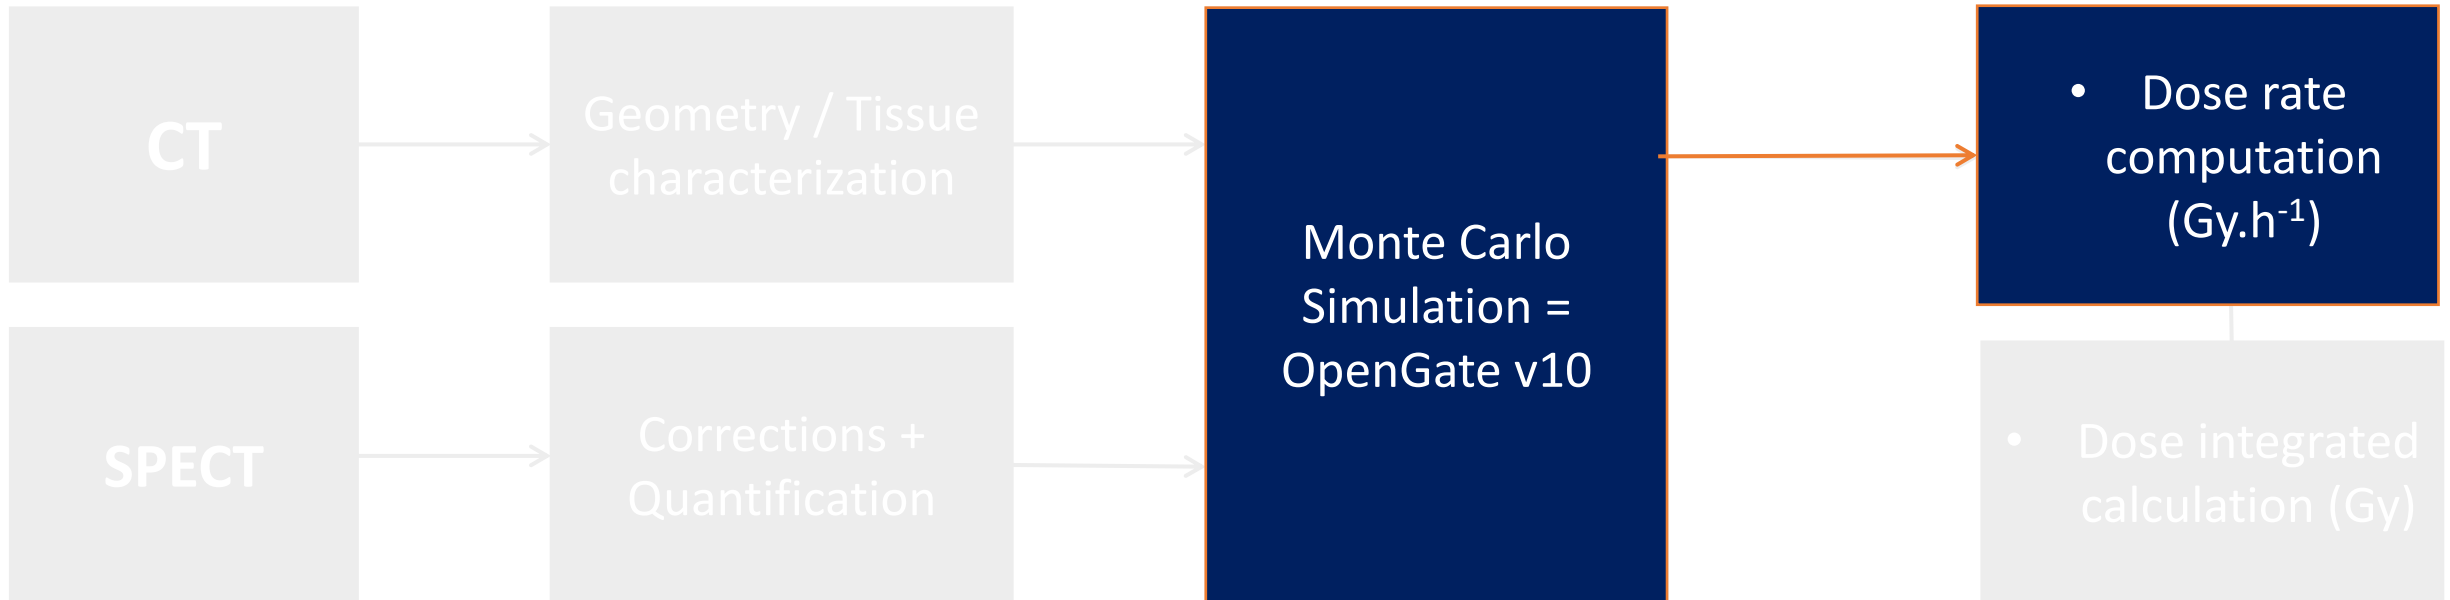 CT
Geometry / Tissue
characterization
SPECT
Corrections +
Quantification
Monte Carlo
Simulation =
OpenGate v10
• Dose rate
computation
(Gy.h⁻¹)
• Dose integrated
calculation (Gy)